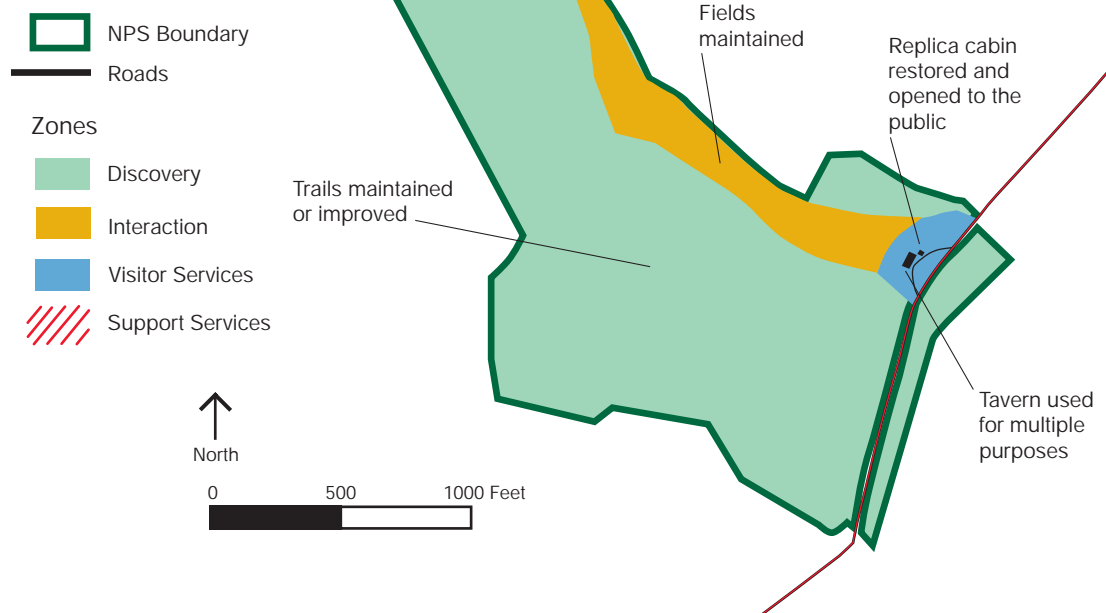 NPS Boundary
Roads
Zones
Discovery
Interaction
Visitor Services
Support Services
North
0 500 1000 Feet
Trails maintained
or improved
Fields
maintained
Replica cabin
restored and
opened to the
public
Tavern used
for multiple
purposes